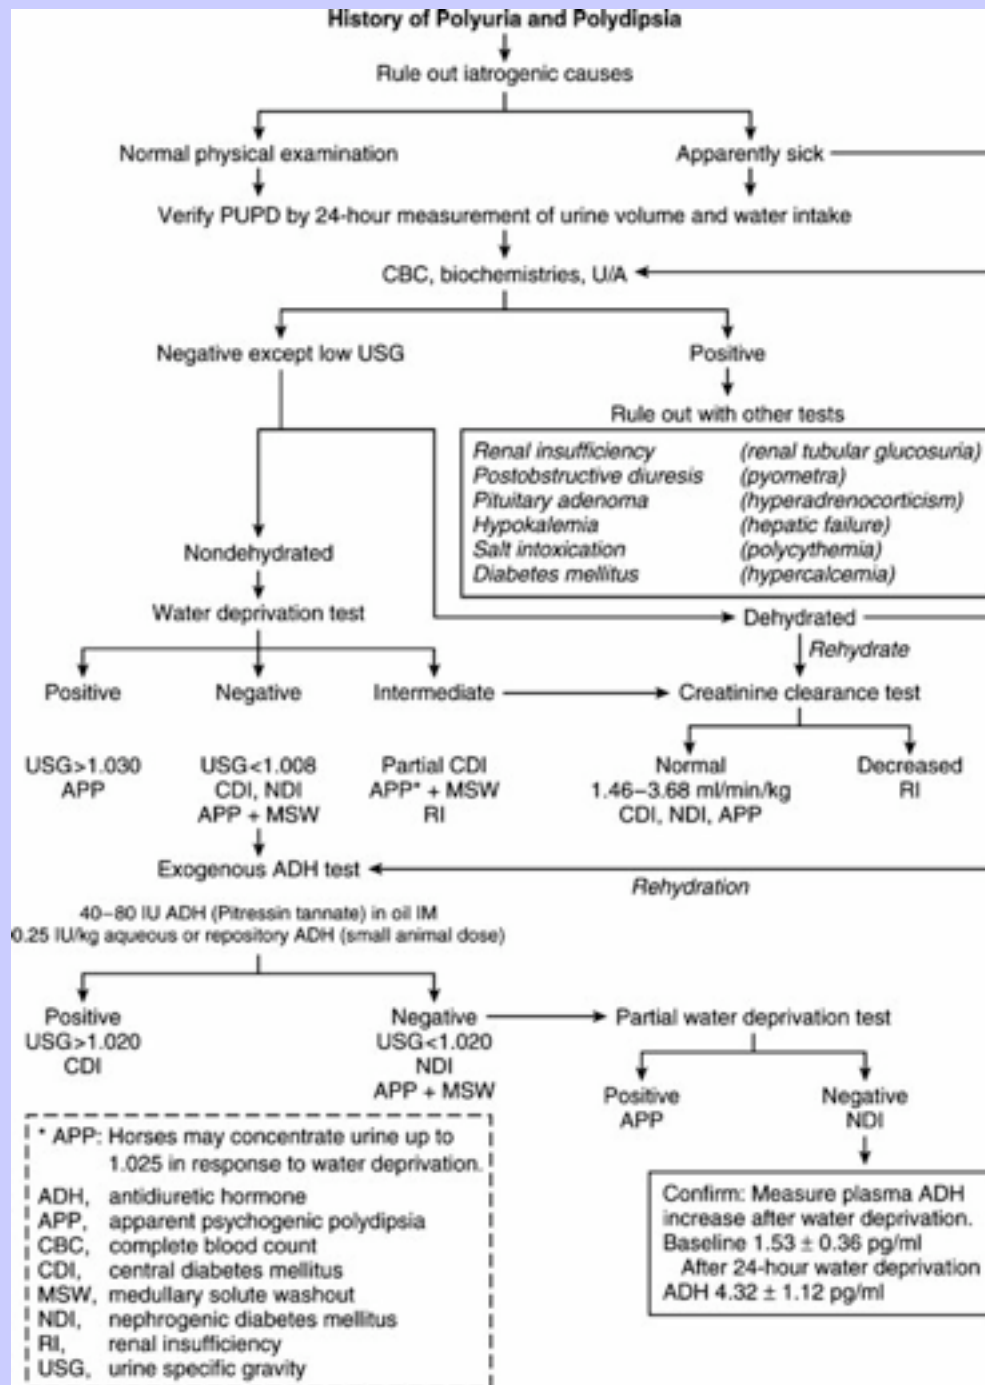 History of Polyuria and Polydipsia
Rule out iatrogenic causes
Normal physical examination
Apparently sick
Verify PUPD by 24-hour measurement of urine volume and water intake
CBC, biochemistries, U/A
Negative except low USG
Positive
Rule out with other tests
Renal insufficiency (renal tubular glucosuria)
Postobstructive diuresis (pyometra)
Pituitary adenoma (hyperadrenocorticism)
Hypokalemia (hepatic failure)
Salt intoxication (polycythemia)
Diabetes mellitus (hypercalcemia)
Nondehydrated
Water deprivation test
Dehydrated
Rehydrate
Positive
Negative
Intermediate
Creatinine clearance test
USG>1.030
APP
USG<1.008
CDI, NDI
APP + MSW
Partial CDI
APP* + MSW
RI
Normal
1.46–3.68 ml/min/kg
CDI, NDI, APP
Decreased
RI
Exogenous ADH test
Rehydration
40–80 IU ADH (Pitressin tannate) in oil IM
0.25 IU/kg aqueous or repository ADH (small animal dose)
Positive
USG>1.020
CDI
Negative
USG<1.020
NDI
APP + MSW
Partial water deprivation test
Positive
APP
Negative
NDI
Confirm: Measure plasma ADH
increase after water deprivation.
Baseline 1.53 ± 0.36 pg/ml
After 24-hour water deprivation
ADH 4.32 ± 1.12 pg/ml
* APP: Horses may concentrate urine up to
1.025 in response to water deprivation.
ADH, antidiuretic hormone
APP, apparent psychogenic polydipsia
CBC, complete blood count
CDI, central diabetes mellitus
MSW, medullary solute washout
NDI, nephrogenic diabetes mellitus
RI, renal insufficiency
USG, urine specific gravity